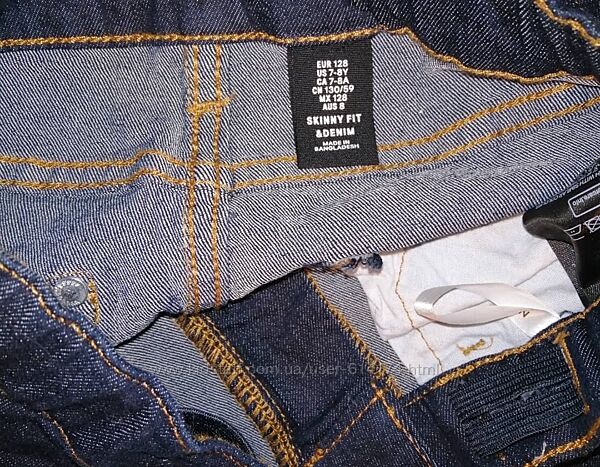 EUR 128
US 7-8Y
CA 7-8A
CN 130/59
MX 128
AUS 8
SKINNY FIT
&DENIM
MADE IN
BANGLADESH